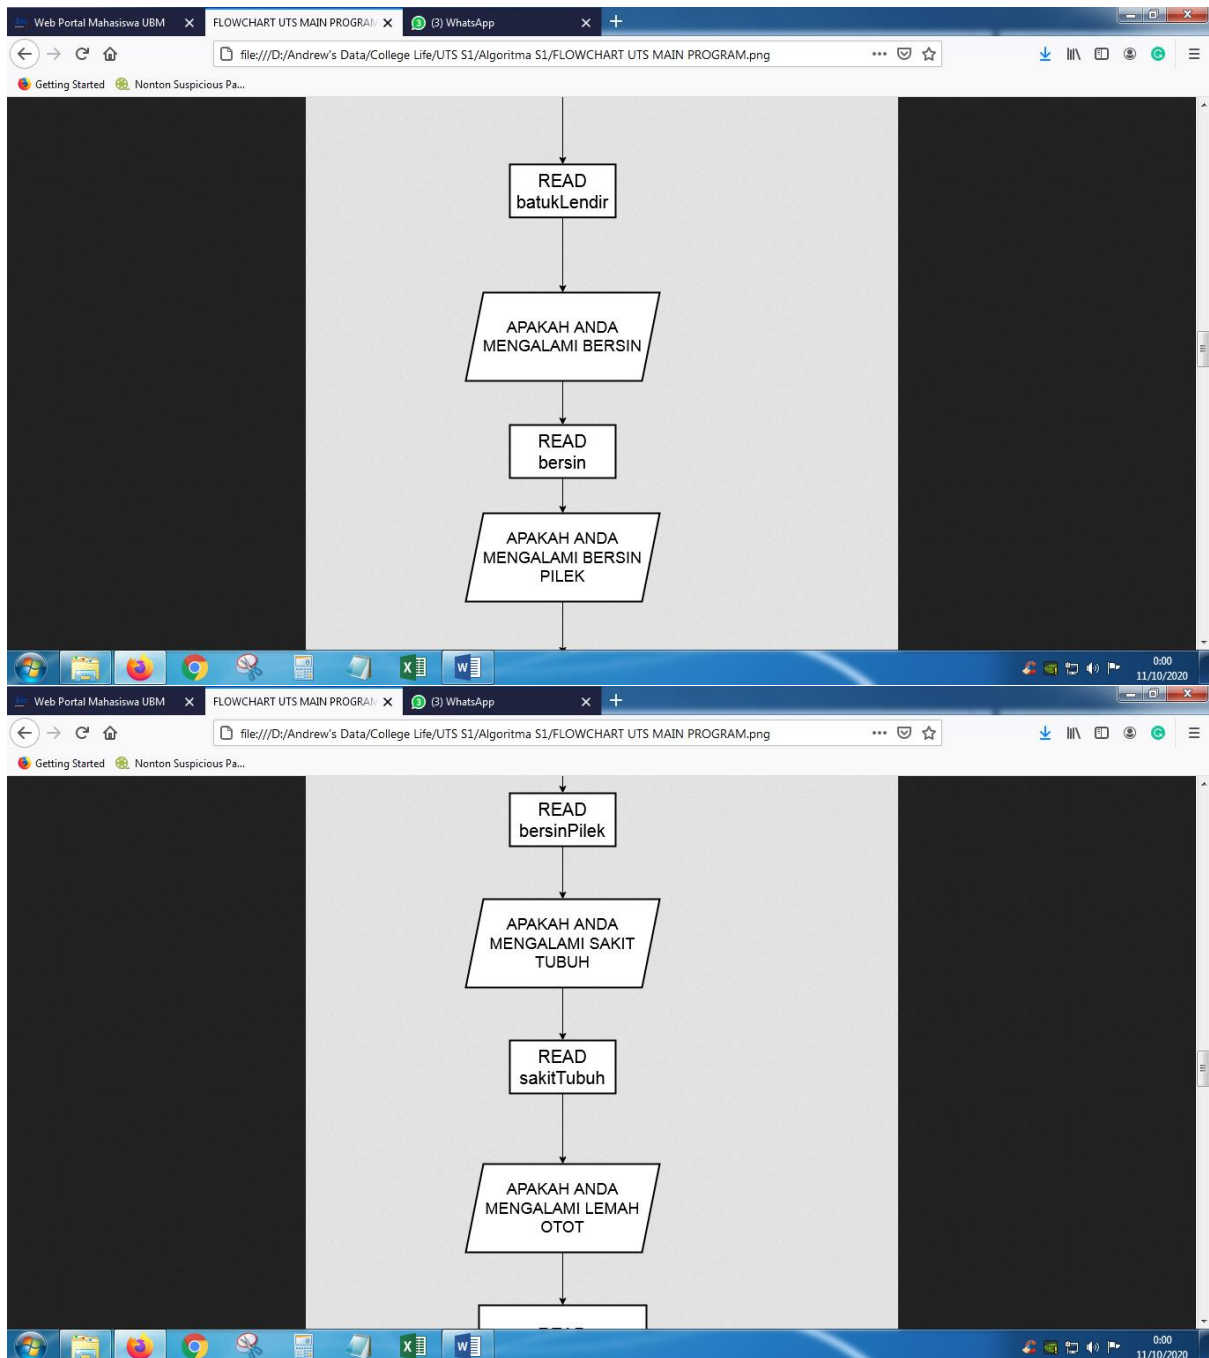 Web Portal Mahasiswa UBM
FLOWCHART UTS MAIN PROGRAM
(3) WhatsApp
file:///D:/Andrew's Data/College Life/UTS S1/Algoritma S1/FLOWCHART UTS MAIN PROGRAM.png
Getting Started
Nonton Suspicious Pa...
READ
batukLendir
APAKAH ANDA
MENGALAMI BERSIN
READ
bersin
APAKAH ANDA
MENGALAMI BERSIN
PILEK
0:00
11/10/2020
Web Portal Mahasiswa UBM
FLOWCHART UTS MAIN PROGRAM
(3) WhatsApp
file:///D:/Andrew's Data/College Life/UTS S1/Algoritma S1/FLOWCHART UTS MAIN PROGRAM.png
Getting Started
Nonton Suspicious Pa...
READ
bersinPilek
APAKAH ANDA
MENGALAMI SAKIT
TUBUH
READ
sakitTubuh
APAKAH ANDA
MENGALAMI LEMAH
OTOT
0:00
11/10/2020